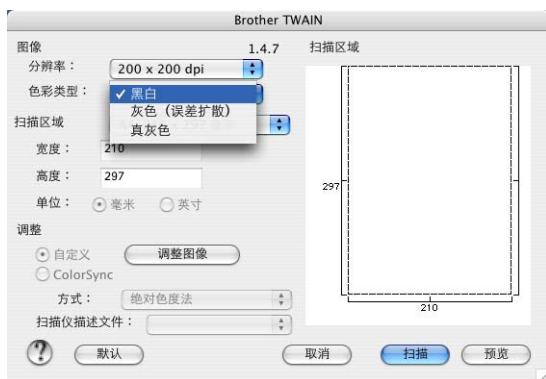 Brother TWAIN
图像
1.4.7
分辨率：
200 x 200 dpi
色彩类型：
✓ 黑白
灰色（误差扩散）
真灰色
扫描区域
宽度：
210
高度：
297
单位：
毫米
英寸
调整
自定义
调整图像
ColorSync
方式：
绝对色度法
扫描仪描述文件：
?
默认
扫描区域
297
210
取消
扫描
预览